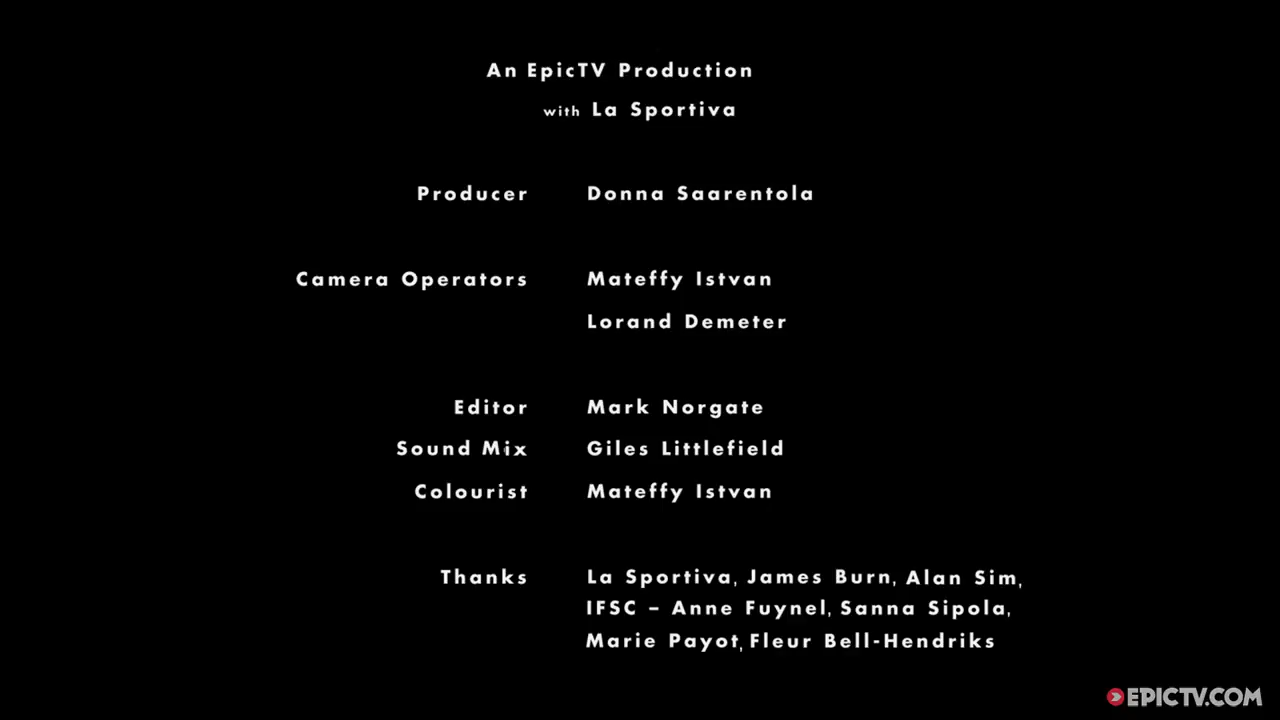 An EpicTV Production
with La Sportiva
Producer Donna Saarentola
Camera Operators Mateffy Istvan
Lorand Demeter
Editor Mark Norgate
Sound Mix Giles Littlefield
Colourist Mateffy Istvan
Thanks La Sportiva, James Burn, Alan Sim,
IFSC – Anne Fuynel, Sanna Sipola,
Marie Payot, Fleur Bell-Hendriks
EPICTV.COM